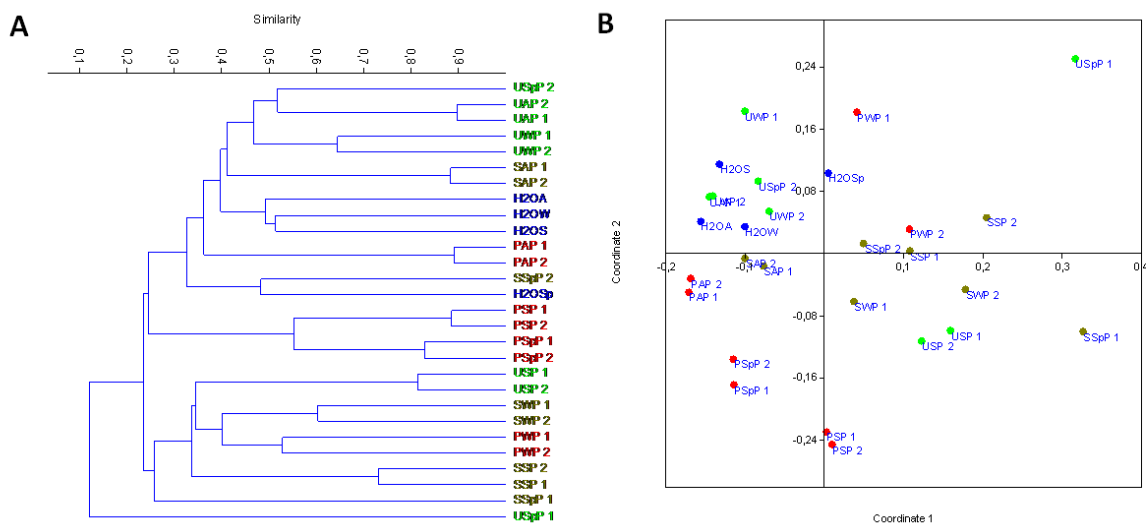 A
Similarity
0,1
0,2
0,3
0,4
0,5
0,6
0,7
0,8
0,9
USpP 2
UAP 2
UAP 1
UWP 1
UWP 2
SAP 1
SAP 2
H2OA
H2OW
H2OS
PAP 1
PAP 2
SSpP 2
H2OSp
PSP 1
PSP 2
PSpP 1
PSpP 2
USP 1
USP 2
SWP 1
SWP 2
PWP 1
PWP 2
SSP 2
SSP 1
SSpP 1
USpP 1
B
0,24
USpP 1
UWP 1
PWP 1
0,16
H2OS
H2OSp
USpP 2
0,08
UWP 2
H2OA
H2OW
PWP 2
SSP 2
SSpP 2
SSP 1
-0,2
-0,1
0,1
0,2
0,3
0,4
SAP 2
SAP 1
PAP 2
PAP 1
SWP 2
SWP 1
-0,08
USP 1
USP 2
SSpP 1
PSpP 2
-0,16
PSpP 1
PSP 1
-0,24
PSP 2
Coordinate 2
Coordinate 1